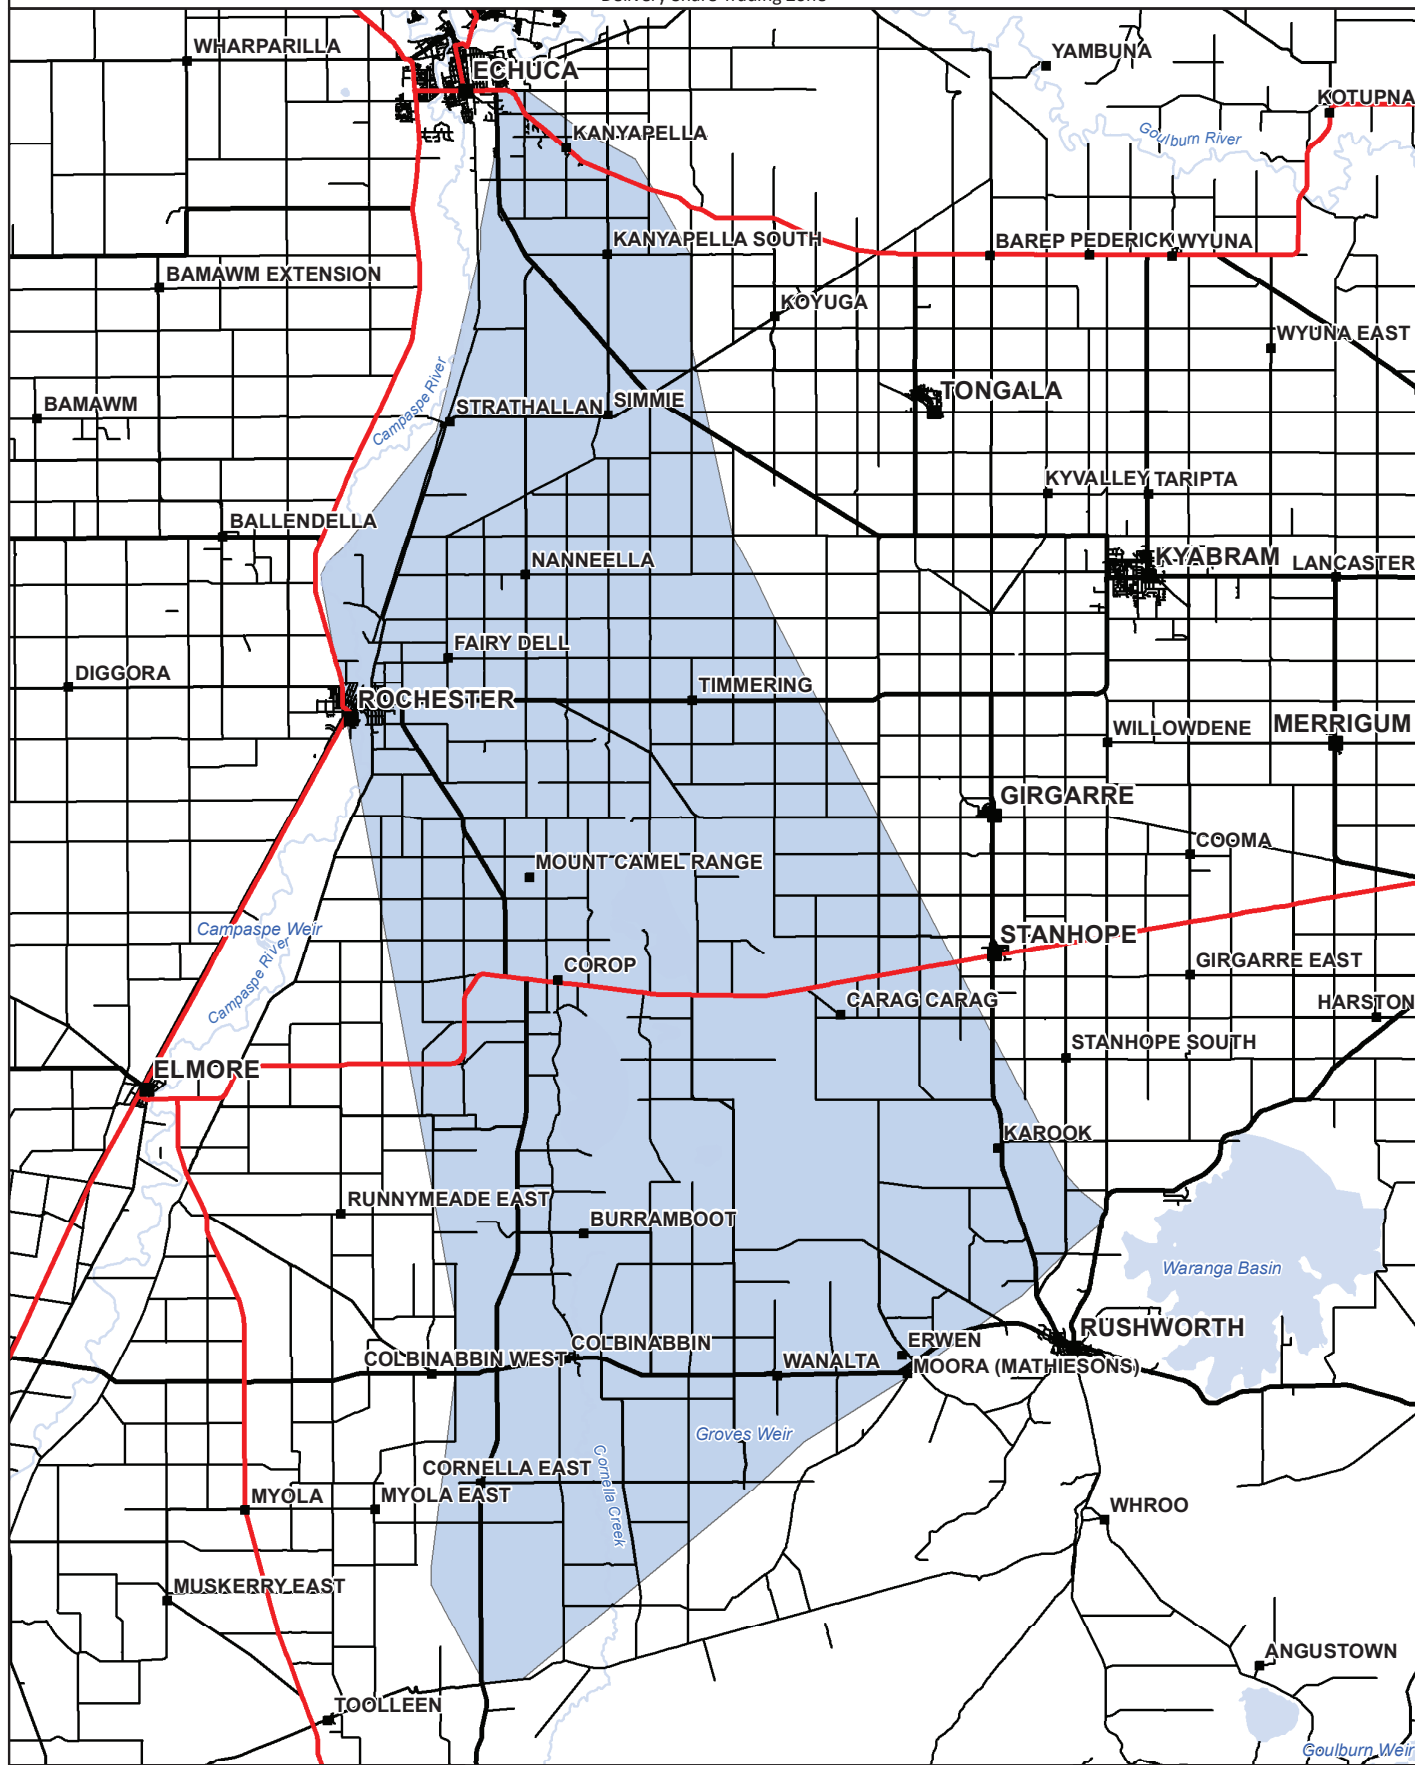 Delivery Share Trading Zone
WHARPARILLA
ECHUCA
YAMBUNA
KOTUPNA
KANYAPELLA
Goulburn River
KANYAPELLA SOUTH
BAREP
PEDERICK
WYUNA
BAMAWM EXTENSION
KOYUGA
WYUNA EAST
Campaspe River
BAMAWM
STRATHALLAN
SIMMIE
TONGALA
KYVALLEY
TARIPTA
BALLENDELLA
NANNEELLA
KYABRAM
LANCASTER
FAIRY DELL
DIGGORA
ROCHESTER
TIMMERING
WILLOWDENE
MERRIGUM
GIRGARRE
COOMA
MOUNT CAMEL RANGE
Campaspe Weir
Campaspe River
STANHOPE
COROP
GIRGARRE EAST
CARAG CARAG
HARSTON
ELMORE
STANHOPE SOUTH
KAROOK
RUNNYMEADE EAST
BURRAMBOOT
Waranga Basin
RUSHWORTH
COLBINABBIN
ERWEN
COLBINABBIN WEST
WANALTA
MOORA (MATHIESONS)
Groves Weir
Cornella Creek
CORNELLA EAST
MYOLA
MYOLA EAST
WHROO
MUSKERRY EAST
ANGUSTOWN
TOOLLEEN
Goulburn Weir